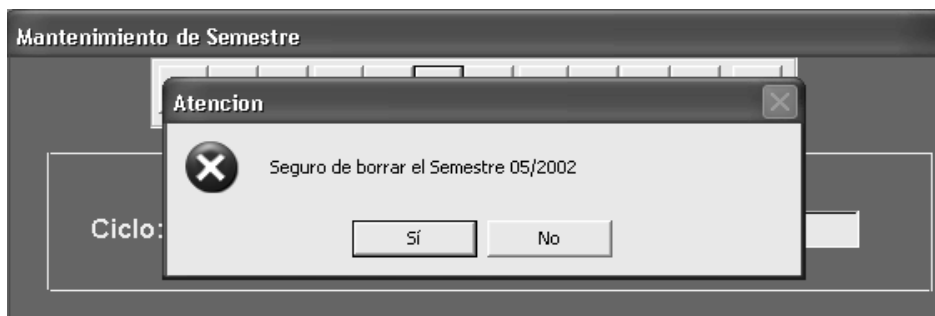 Mantenimiento de Semestre
Atencion
Seguro de borrar el Semestre 05/2002
Ciclo:
Sí
No